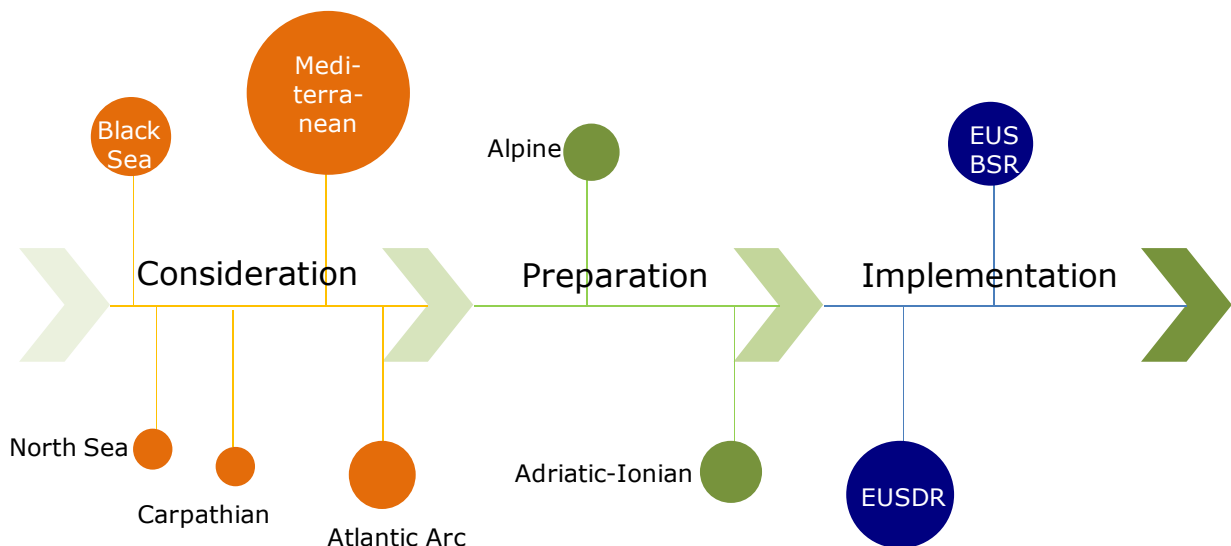 Medi-
terra-
nean
Black
Sea
Alpine
EUS
BSR
Consideration
Preparation
Implementation
North Sea
Carpathian
Atlantic Arc
Adriatic-Ionian
EUSDR